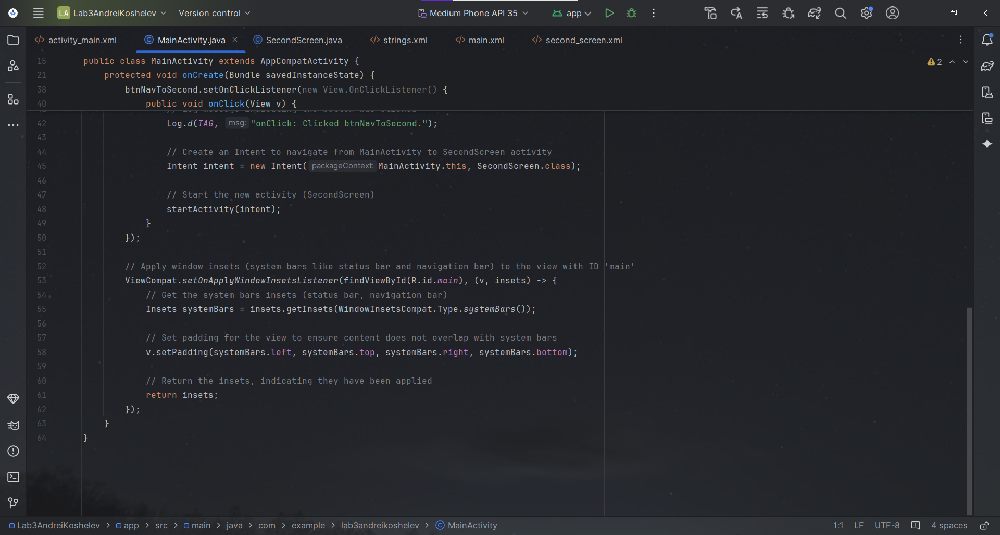 LA Lab3AndreiKoshelev Version control Medium Phone API 35 app
activity_main.xml MainActivity.java SecondScreen.java strings.xml main.xml second_screen.xml
15 public class MainActivity extends AppCompatActivity { 2
21 protected void onCreate(Bundle savedInstanceState) {
38 btnNavToSecond.setOnClickListener(new View.OnClickListener() {
40 public void onClick(View v) {
42 Log.d(TAG, msg: "onClick: Clicked btnNavToSecond.");
43
44 // Create an Intent to navigate from MainActivity to SecondScreen activity
45 Intent intent = new Intent( packageContext: MainActivity.this, SecondScreen.class);
46
47 // Start the new activity (SecondScreen)
48 startActivity(intent);
49 }
50 });
51
52 // Apply window insets (system bars like status bar and navigation bar) to the view with ID 'main'
53 ViewCompat.setOnApplyWindowInsetsListener(findViewById(R.id.main), (v, insets) -> {
54 // Get the system bars insets (status bar, navigation bar)
55 Insets systemBars = insets.getInsets(WindowInsetsCompat.Type.systemBars());
56
57 // Set padding for the view to ensure content does not overlap with system bars
58 v.setPadding(systemBars.left, systemBars.top, systemBars.right, systemBars.bottom);
59
60 // Return the insets, indicating they have been applied
61 return insets;
62 });
63 }
64 }
Lab3AndreiKoshelev > app > src > main > java > com > example > lab3andreikoshelev > MainActivity 1:1 LF UTF-8 4 spaces